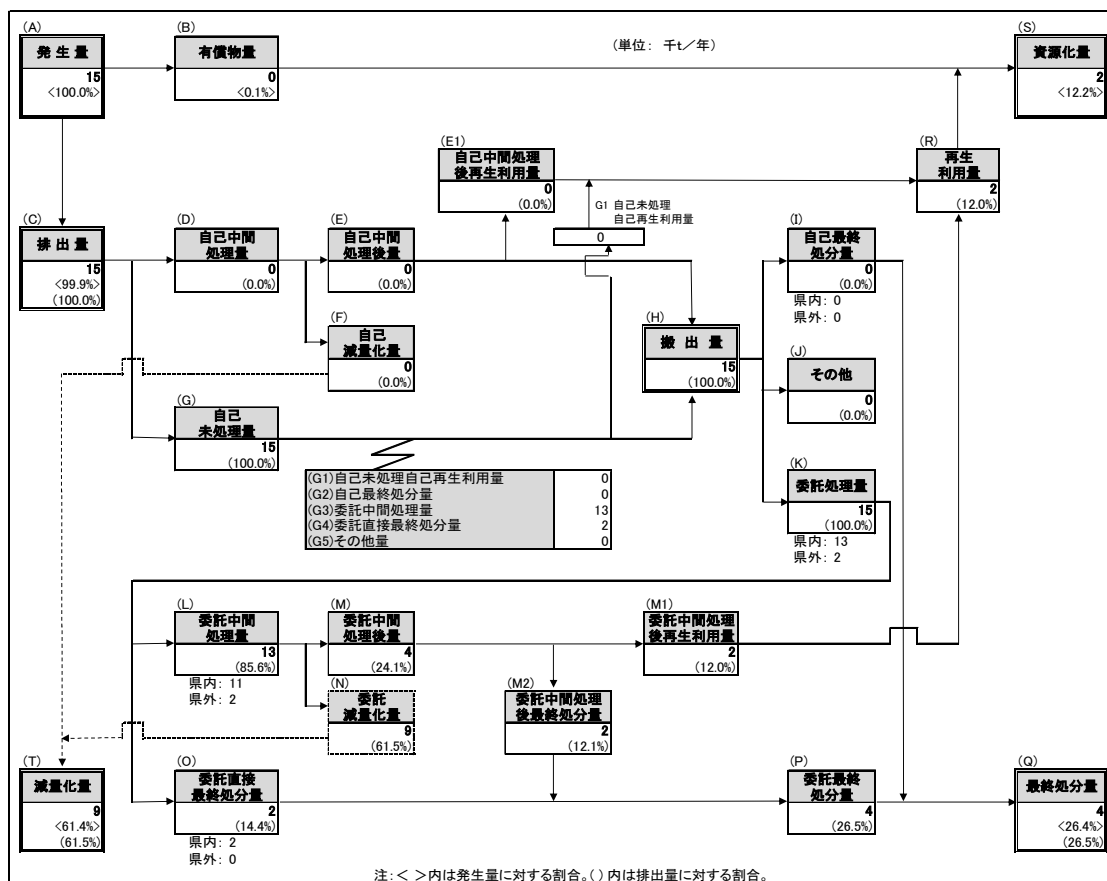 (A)
発 生 量
15
<100.0%>
(B)
有償物量
0
<0.1%>
(単位: 千t/年)
(S)
資源化量
2
<12.2%>
(E1)
自己中間処理
後再生利用量
0
(0.0%)
(R)
再生
利用量
2
(12.0%)
G1 自己未処理
自己再生利用量
0
(C)
排 出 量
15
<99.9%>
(100.0%)
(D)
自己中間
処理量
0
(0.0%)
(E)
自己中間
処理後量
0
(0.0%)
(I)
自己最終
処分量
0
(0.0%)
県内: 0
県外: 0
(F)
自己
減量化量
0
(0.0%)
(H)
搬 出 量
15
(100.0%)
(J)
その他
0
(0.0%)
(G)
自己
未処理量
15
(100.0%)
(G1)自己未処理自己再生利用量 0
(G2)自己最終処分量 0
(G3)委託中間処理量 13
(G4)委託直接最終処分量 2
(G5)その他量 0
(K)
委託処理量
15
(100.0%)
県内: 13
県外: 2
(L)
委託中間
処理量
13
(85.6%)
県内: 11
県外: 2
(M)
委託中間
処理後量
4
(24.1%)
(M1)
委託中間処理
後再生利用量
2
(12.0%)
(N)
委託
減量化量
9
(61.5%)
(M2)
委託中間処理
後最終処分量
2
(12.1%)
(T)
減量化量
9
<61.4%>
(61.5%)
(O)
委託直接
最終処分量
2
(14.4%)
県内: 2
県外: 0
(P)
委託最終
処分量
4
(26.5%)
(Q)
最終処分量
4
<26.4%>
(26.5%)
注:< >内は発生量に対する割合。( )内は排出量に対する割合。